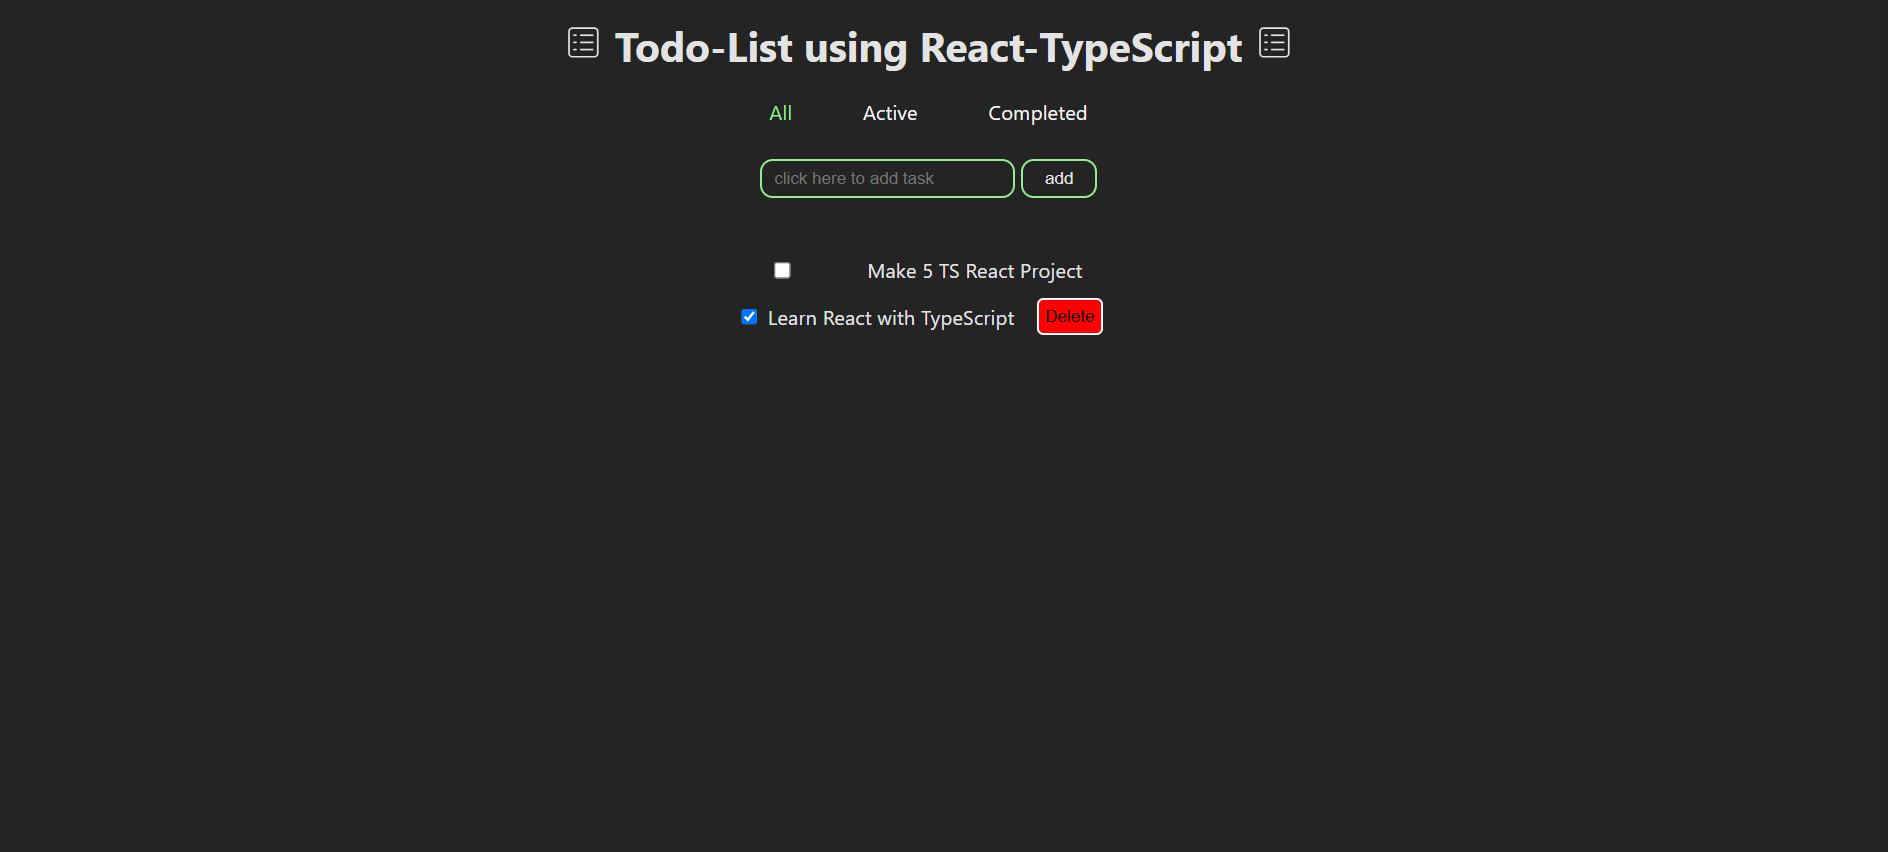 Todo-List using React-TypeScript
All Active Completed
click here to add task add
Make 5 TS React Project
Learn React with TypeScript Delete